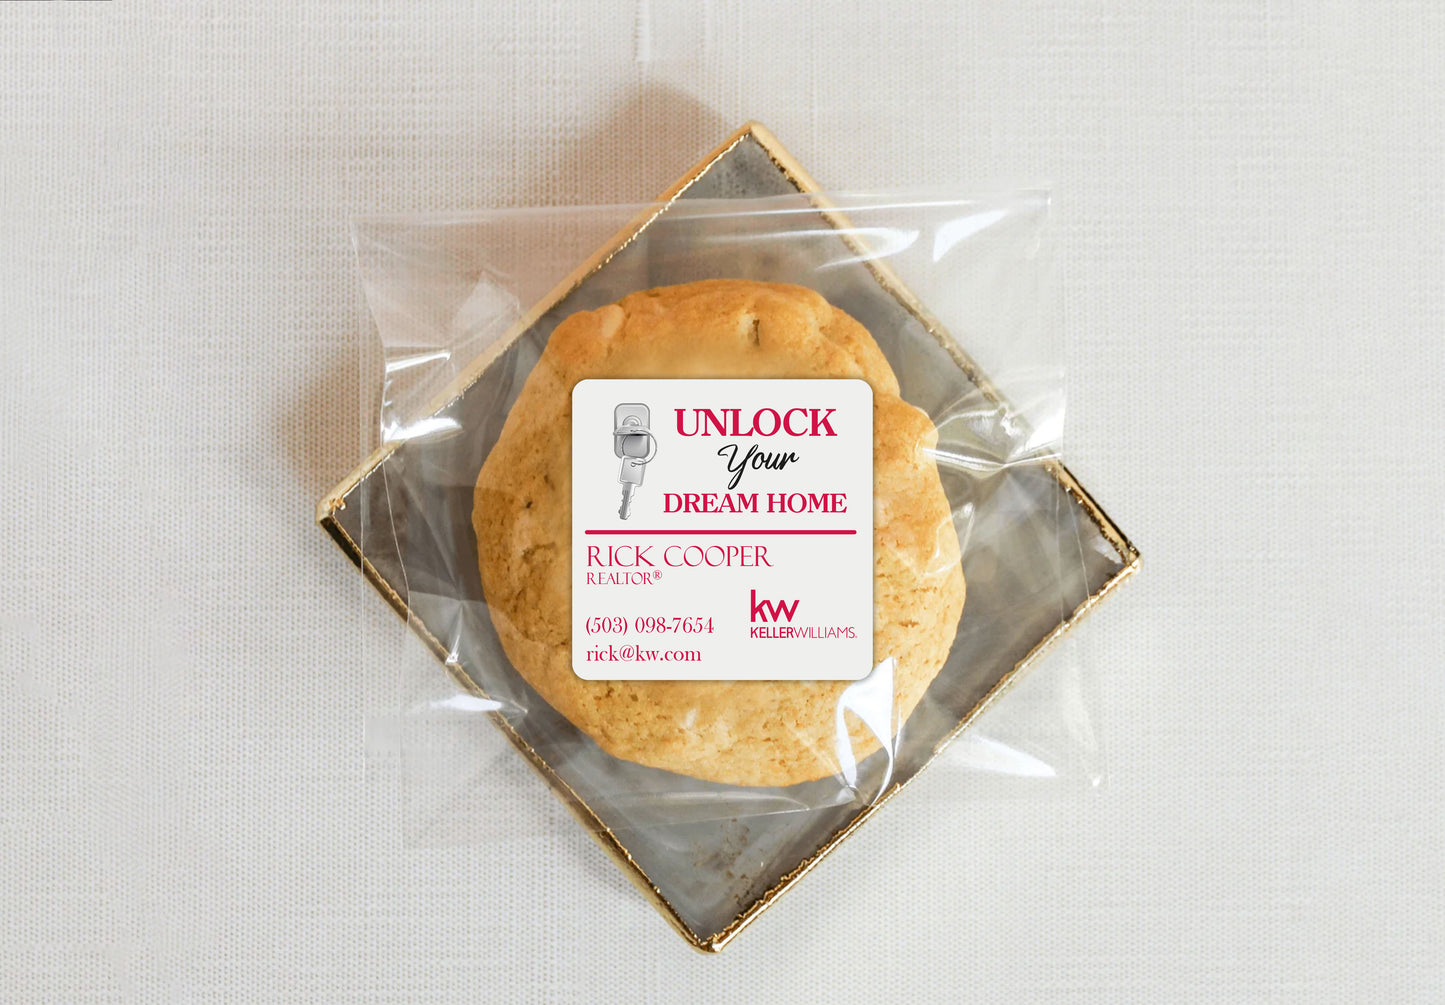 UNLOCK
Your
DREAM HOME
RICK COOPER
REALTOR®
(503) 098-7654
rick@kw.com
kw
KELLERWILLIAMS.